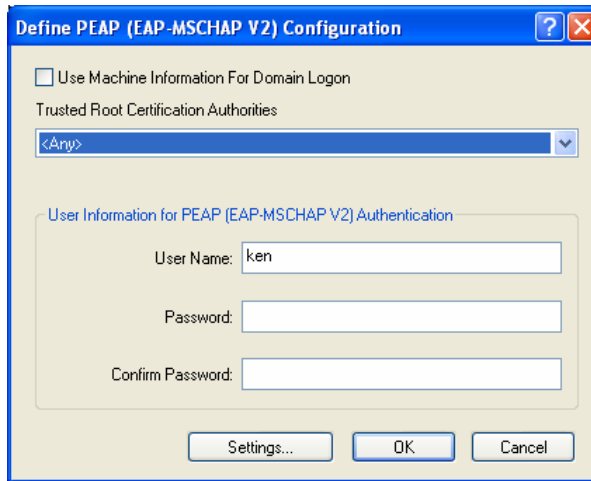 Define PEAP (EAP-MSCHAP V2) Configuration
Use Machine Information For Domain Logon
Trusted Root Certification Authorities
<Any>
User Information for PEAP (EAP-MSCHAP V2) Authentication
User Name: ken
Password:
Confirm Password:
Settings... OK Cancel